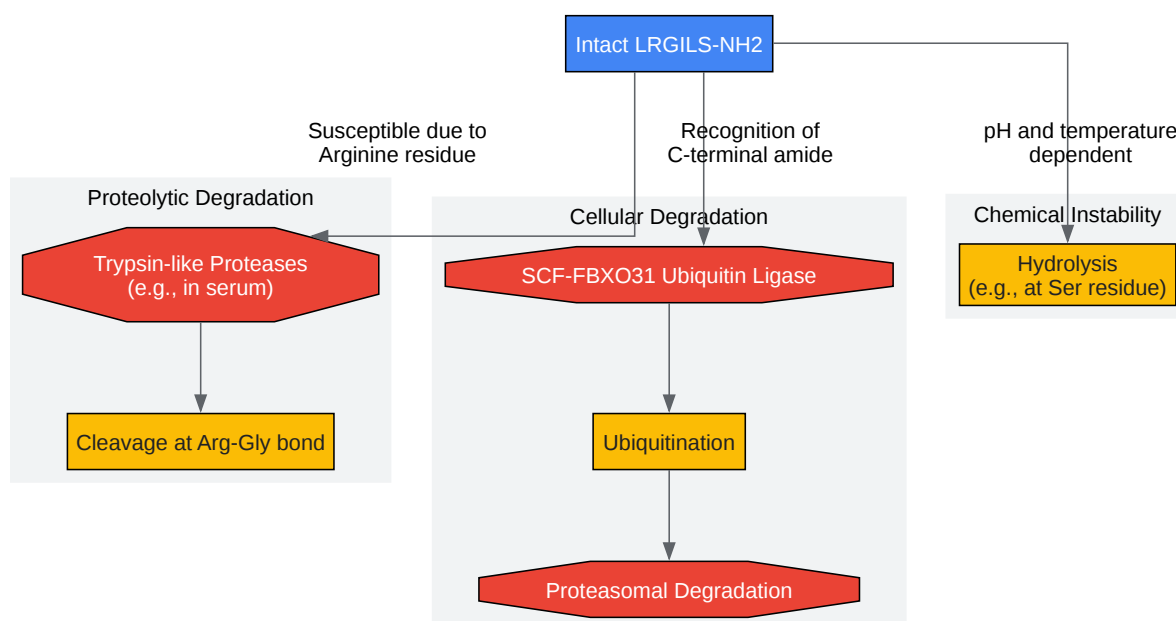 Intact LRGILS-NH2
Susceptible due to
Arginine residue
Recognition of
C-terminal amide
pH and temperature
dependent
Proteolytic Degradation
Trypsin-like Proteases
(e.g., in serum)
Cleavage at Arg-Gly bond
Cellular Degradation
SCF-FBXO31 Ubiquitin Ligase
Ubiquitination
Proteasomal Degradation
Chemical Instability
Hydrolysis
(e.g., at Ser residue)